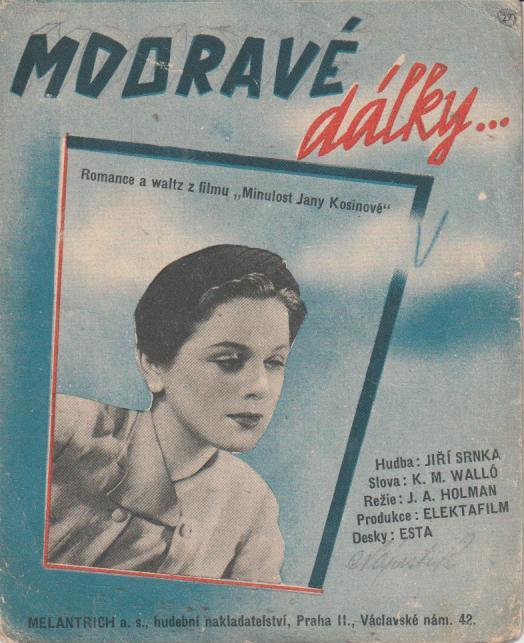 MODRAVÉ
dálky...
Romance a waltz z filmu „Minulost Jany Kosinové“
Hudba: JIŘÍ SRNKA
Slova: K. M. WALLÓ
Režie: J. A. HOLMAN
Produkce: ELEKTAFILM
Desky: ESTA
MELANTRICH a. s., hudební nakladatelství, Praha II., Václavské nám. 42.